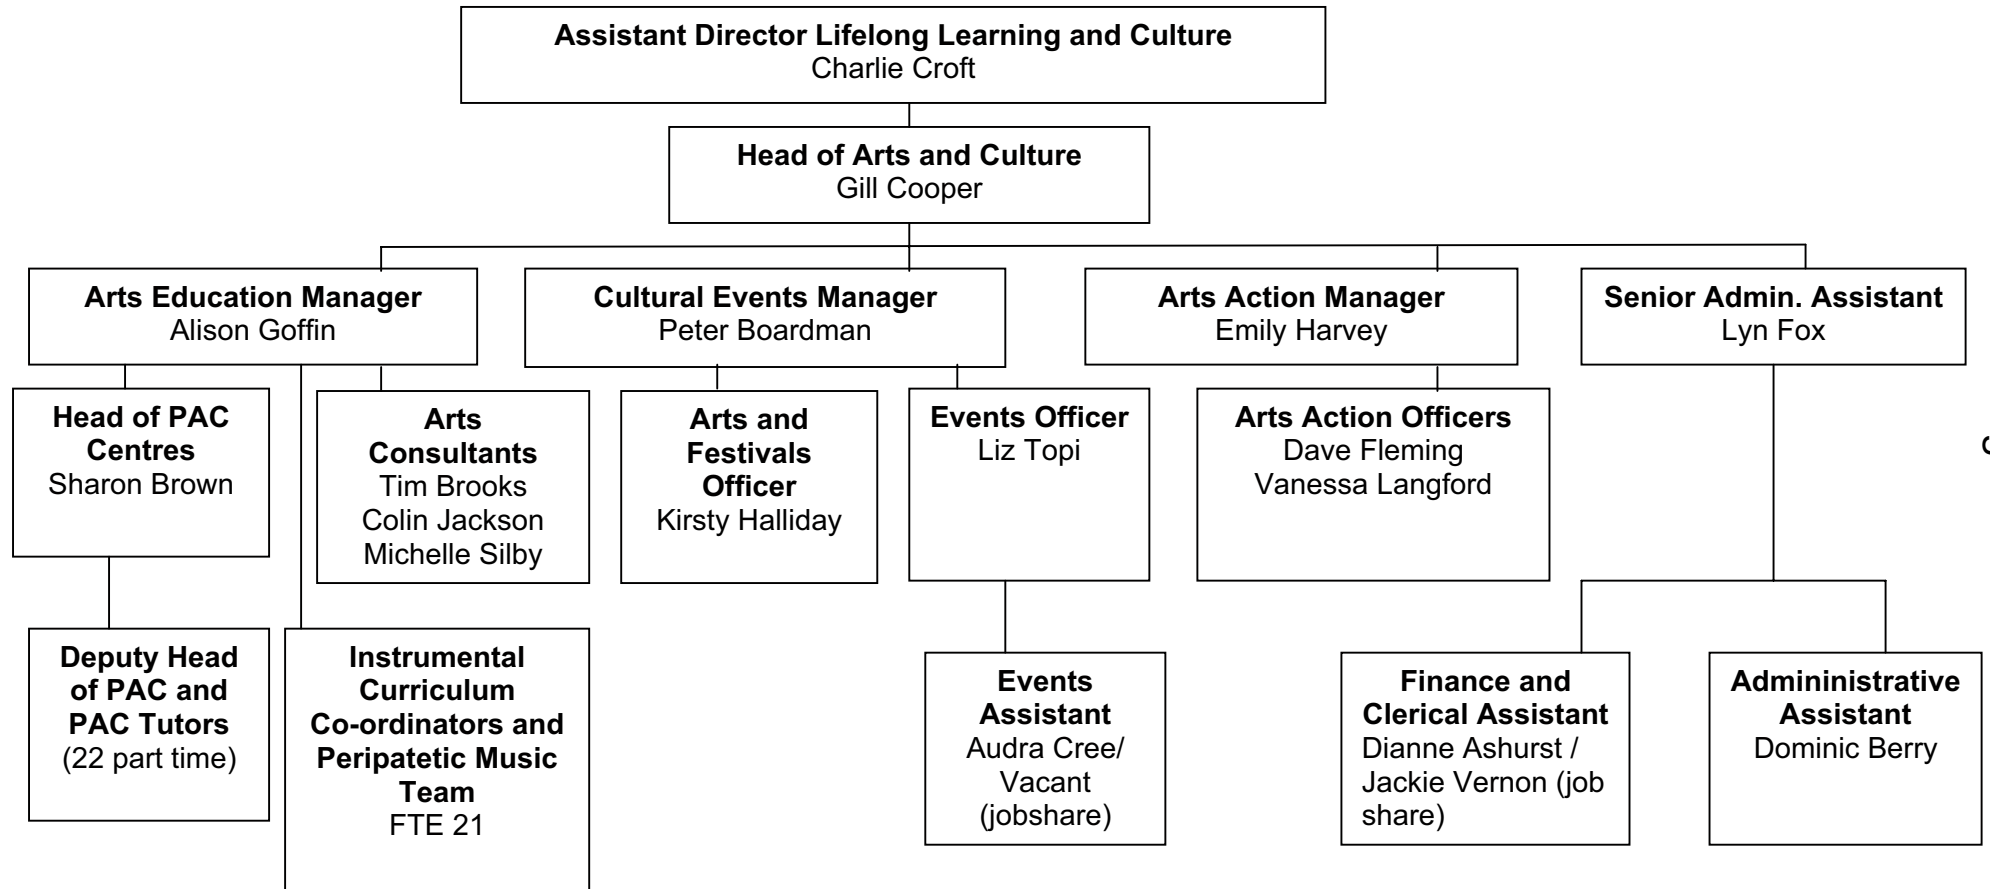 Assistant Director Lifelong Learning and Culture
Charlie Croft
Head of Arts and Culture
Gill Cooper
Arts Education Manager
Alison Goffin
Cultural Events Manager
Peter Boardman
Arts Action Manager
Emily Harvey
Senior Admin. Assistant
Lyn Fox
Head of PAC
Centres
Sharon Brown
Arts
Consultants
Tim Brooks
Colin Jackson
Michelle Silby
Arts and
Festivals
Officer
Kirsty Halliday
Events Officer
Liz Topi
Arts Action Officers
Dave Fleming
Vanessa Langford
Deputy Head
of PAC and
PAC Tutors
(22 part time)
Instrumental
Curriculum
Co-ordinators and
Peripatetic Music
Team
FTE 21
Events
Assistant
Audra Cree/
Vacant
(jobshare)
Finance and
Clerical Assistant
Dianne Ashurst /
Jackie Vernon (job
share)
Admininistrative
Assistant
Dominic Berry